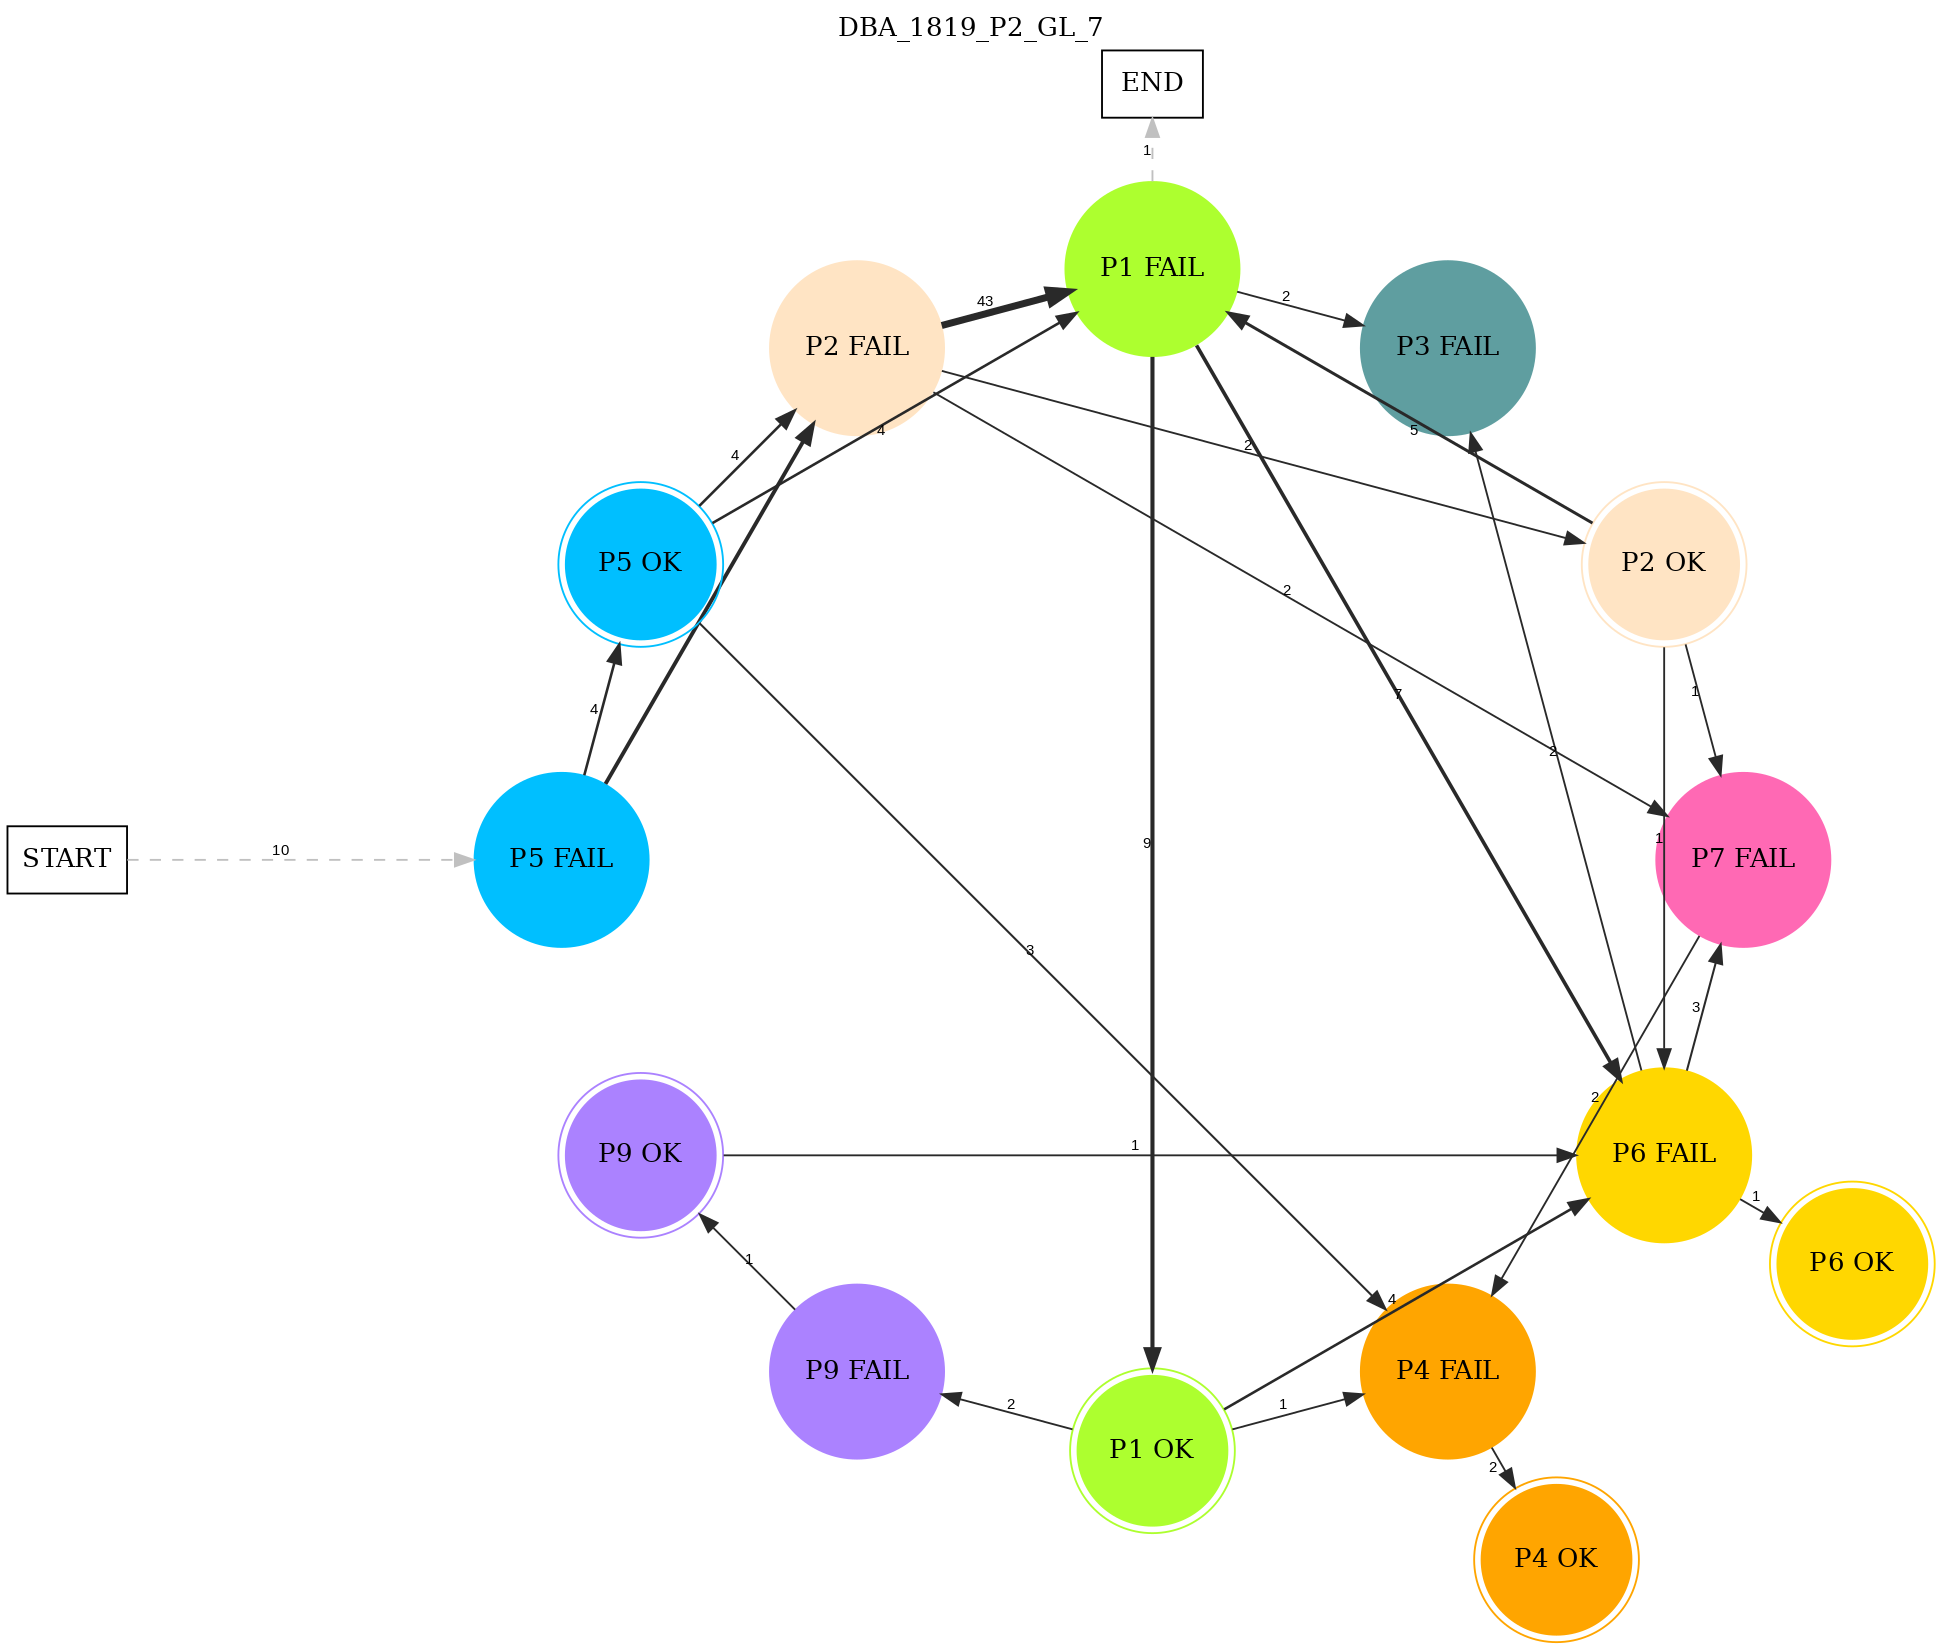 DBA_1819_P2_GL_7
END
1
P1 FAIL
43
2
P2 FAIL
P3 FAIL
4
4
5
2
P5 OK
P2 OK
2
4
7
1
2
9
1
10
START
P5 FAIL
P7 FAIL
3
3
2
1
P9 OK
P6 FAIL
1
1
P6 OK
4
2
1
P9 FAIL
P4 FAIL
P1 OK
2
P4 OK